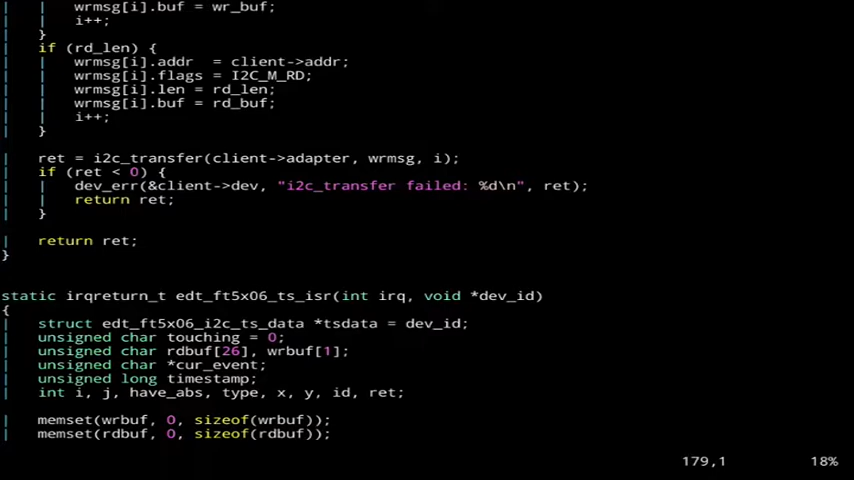 wrmsg[i].buf = wr_buf;
i++;
}
if (rd_len) {
wrmsg[i].addr  = client->addr;
wrmsg[i].flags = I2C_M_RD;
wrmsg[i].len = rd_len;
wrmsg[i].buf = rd_buf;
i++;
}
ret = i2c_transfer(client->adapter, wrmsg, i);
if (ret < 0) {
dev_err(&client->dev, "i2c_transfer failed: %d\n", ret);
return ret;
}
return ret;
}
static irqreturn_t edt_ft5x06_ts_isr(int irq, void *dev_id)
{
struct edt_ft5x06_i2c_ts_data *tsdata = dev_id;
unsigned char touching = 0;
unsigned char rdbuf[26], wrbuf[1];
unsigned char *cur_event;
unsigned long timestamp;
int i, j, have_abs, type, x, y, id, ret;
memset(wrbuf, 0, sizeof(wrbuf));
memset(rdbuf, 0, sizeof(rdbuf));
179,1 18%